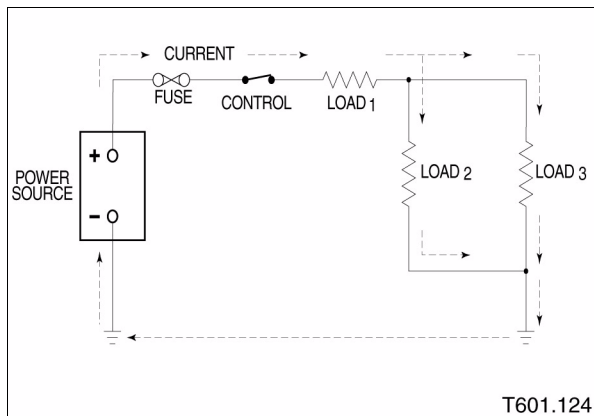 CURRENT
FUSE
CONTROL
LOAD 1
+
POWER
SOURCE
-
LOAD 2
LOAD 3
T601.124